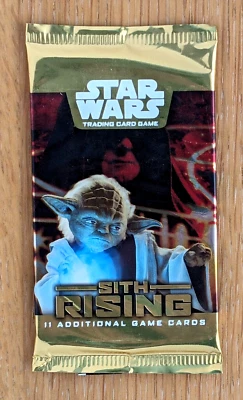 STAR
WARS
TRADING CARD GAME
SITH
RISING
11 ADDITIONAL GAME CARDS